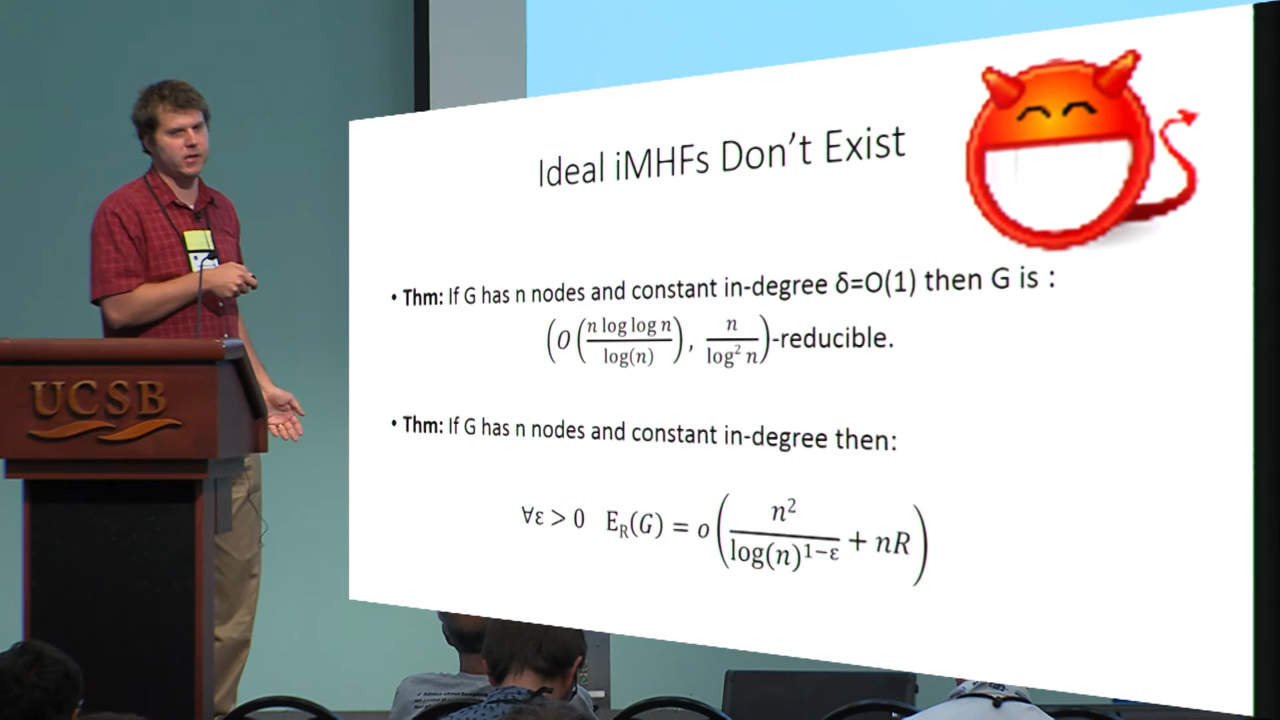 Ideal iMHFs Don't Exist
• Thm: If G has n nodes and constant in-degree δ=O(1) then G is :
(O(n log log n / log(n)), n / log² n)-reducible.
• Thm: If G has n nodes and constant in-degree then:
∀ε > 0 E_R(G) = o(n² / log(n)^{1−ε} + nR)
UCSB